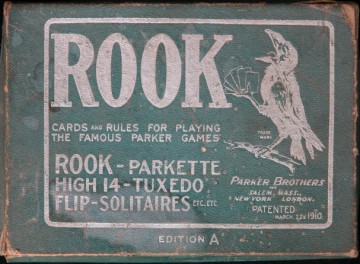 ROOK
CARDS AND RULES FOR PLAYING
THE FAMOUS PARKER GAMES
TRADE
MARK
ROOK-PARKETTE
HIGH 14-TUXEDO
FLIP-SOLITAIRES ETC. ETC.
PARKER BROTHERS
SALEM, MASS.,
NEW YORK LONDON.
PATENTED
MARCH 22D 1910.
EDITION A